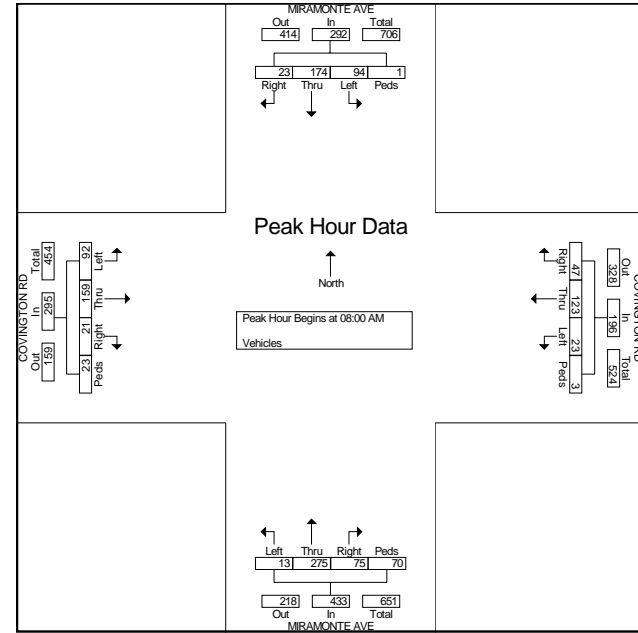 MIRAMONTE AVE
Out In Total
414 292 706
23 174 94 1
Right Thru Left Peds
Peak Hour Data
North
Peak Hour Begins at 08:00 AM
Vehicles
COVINGTON RD
Total In Out
454 295 159
92 159 21 23
Left Thru Right Peds
COVINGTON RD
Out In Total
328 196 524
47 123 23 3
Right Thru Left Peds
Left Thru Right Peds
13 275 75 70
218 433 651
Out In Total
MIRAMONTE AVE